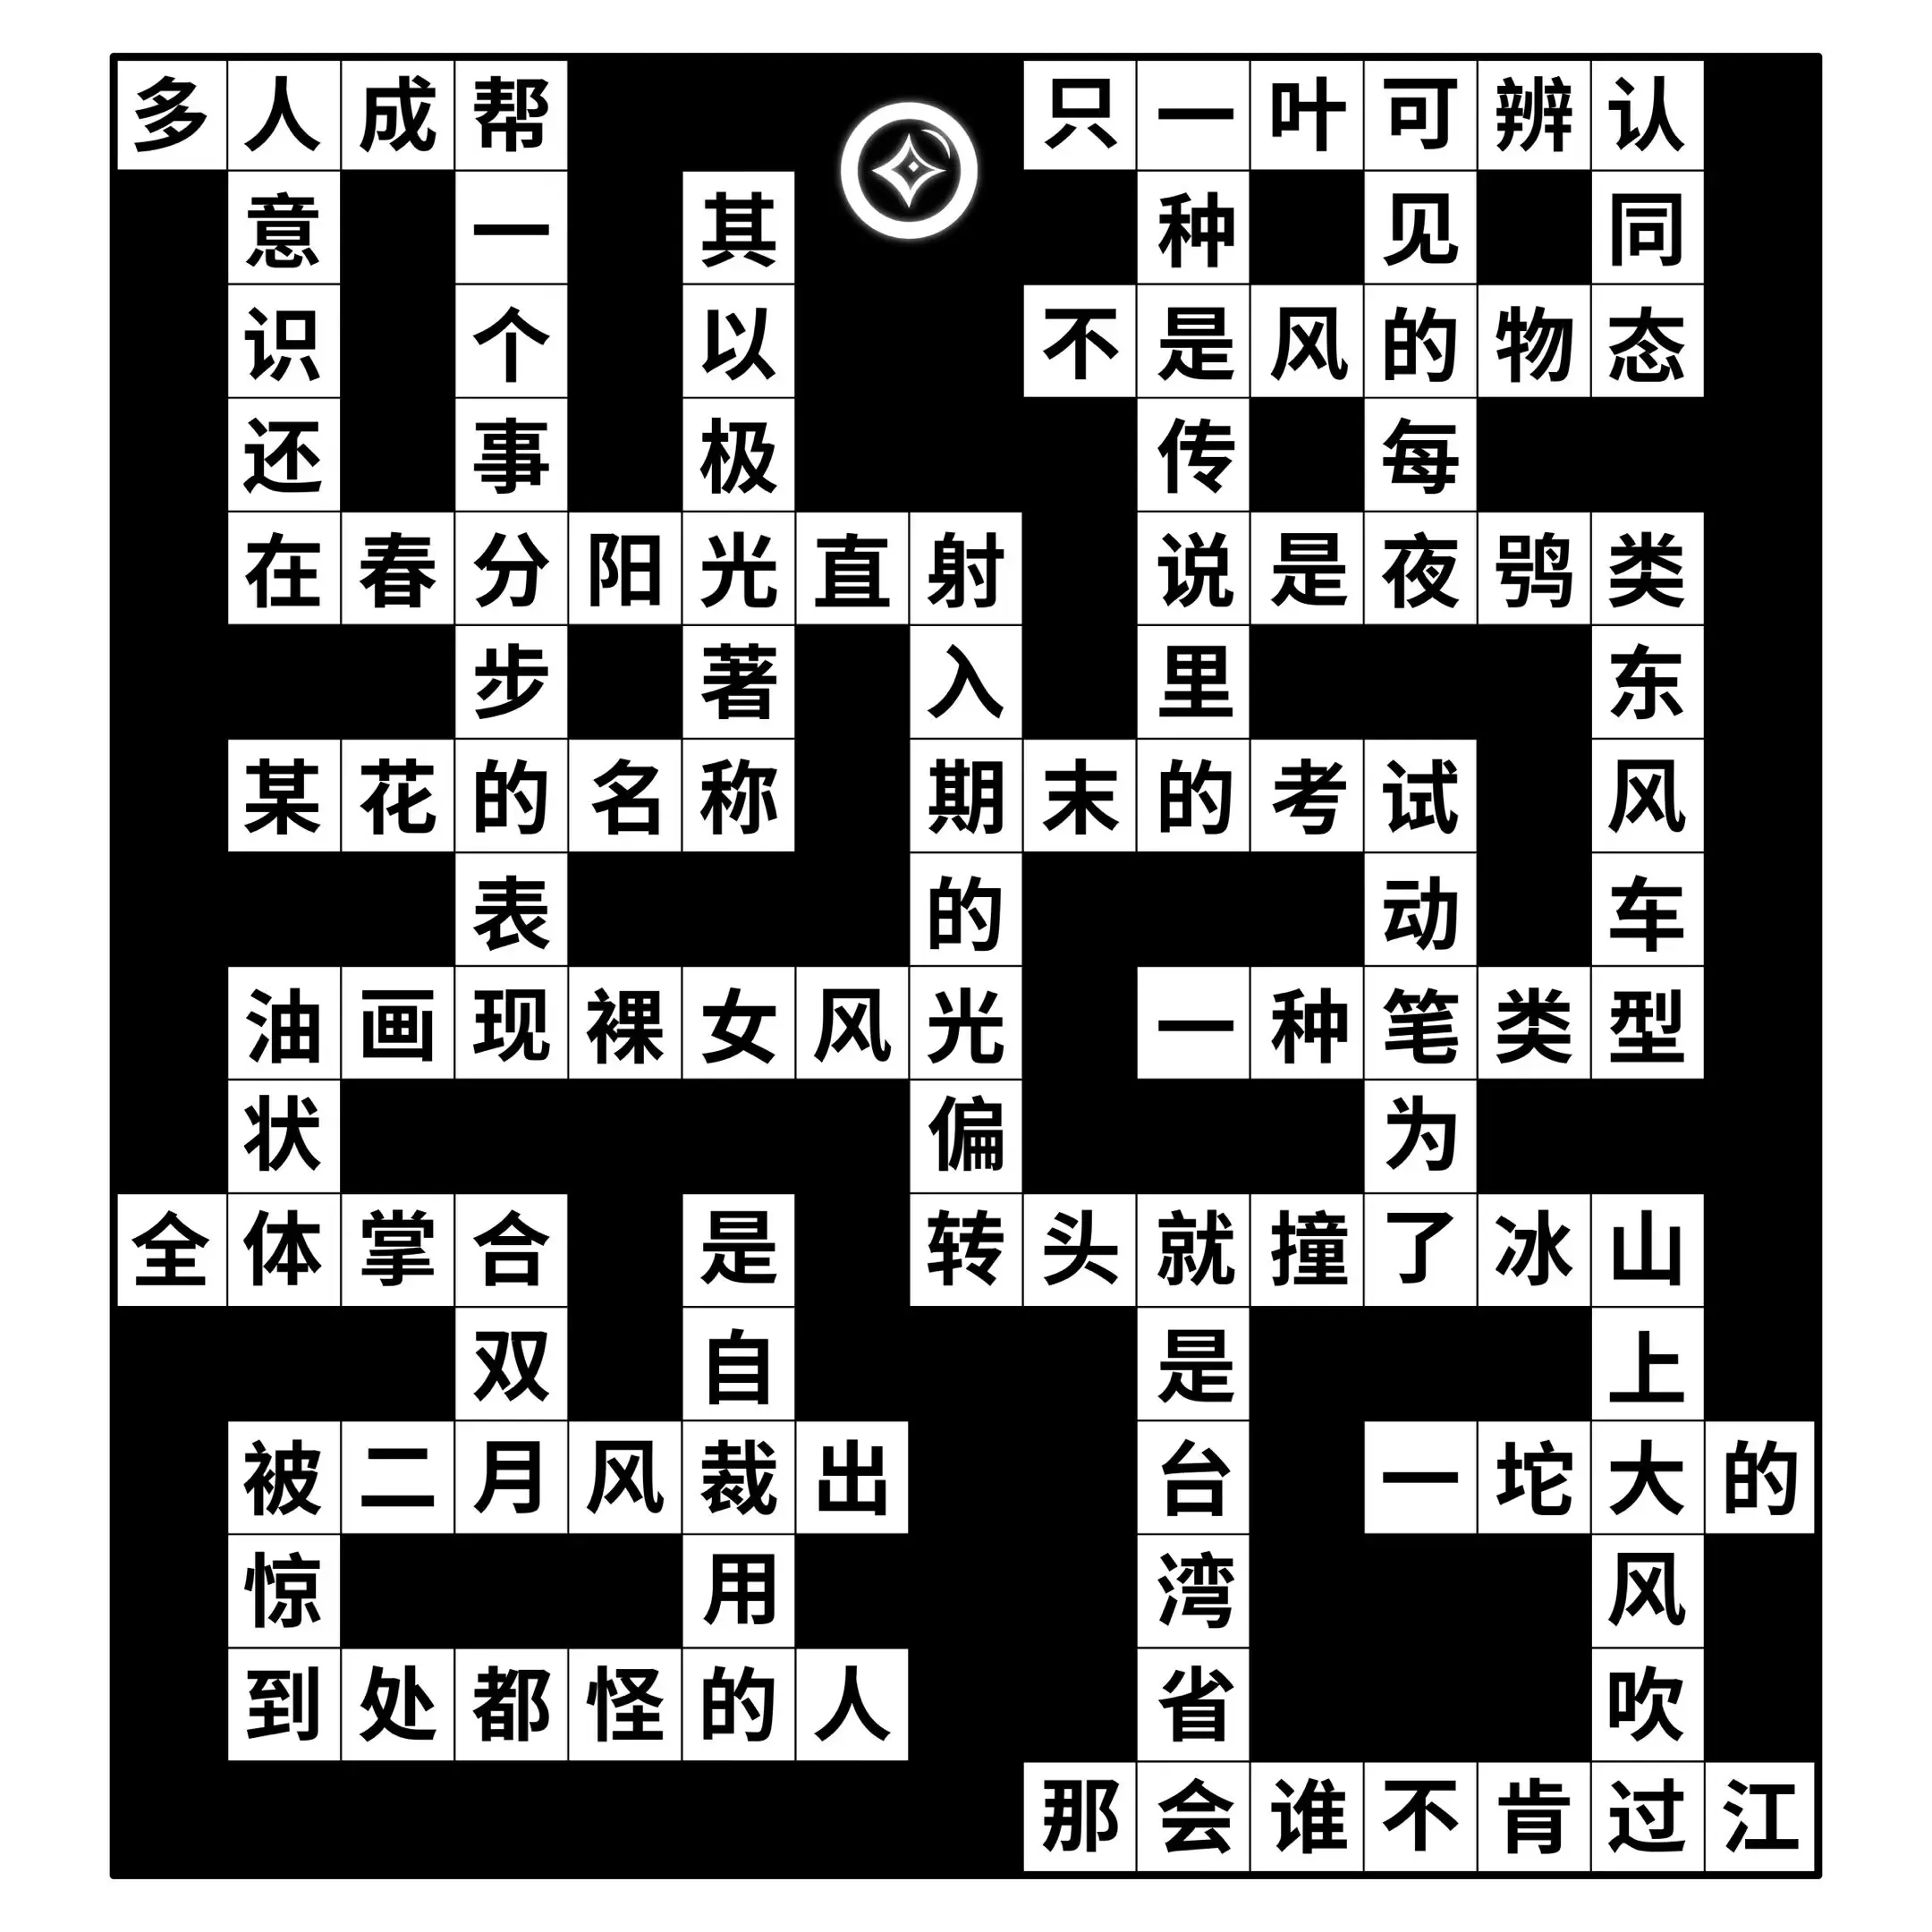 多人成帮 只一叶可辨认
意 一 其 种 见 同
识 个 以 不是风的物态
还 事 极 传 每
在春分阳光直射 说是夜鸮类
步 著 入 里 东
某花的名称 期末的考试 风
表 的 动 车
油画现裸女风光 一种笔类型
状 偏 为
全体掌合 是 转头就撞了冰山
双 自 是 上
被二月风裁出 台 一坨大的
惊 用 湾 风
到处都怪的人 省 吹
那会谁不肯过江